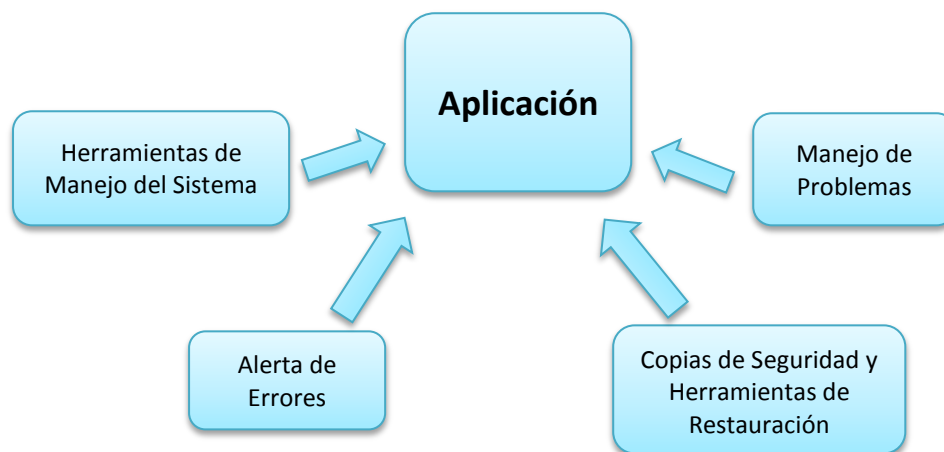 Aplicación
Herramientas de
Manejo del Sistema
Manejo de
Problemas
Alerta de
Errores
Copias de Seguridad y
Herramientas de
Restauración